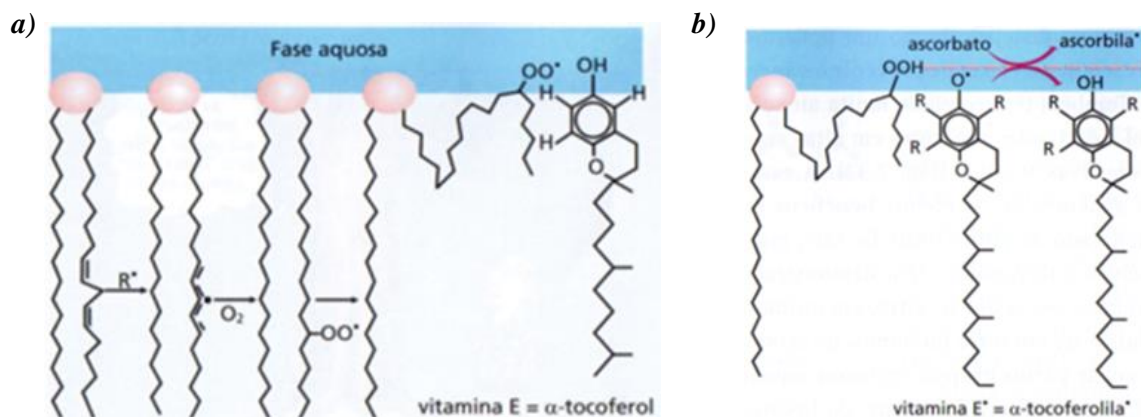 a)
Fase aquosa
OO•
OH
H
H
H
O
R•
O₂
OO•
vitamina E = α-tocoferol
b)
ascorbato
ascorbila•
OOH
O•
OH
R
R
R
R
R
R
O
O
vitamina E• = α-tocoferolila•